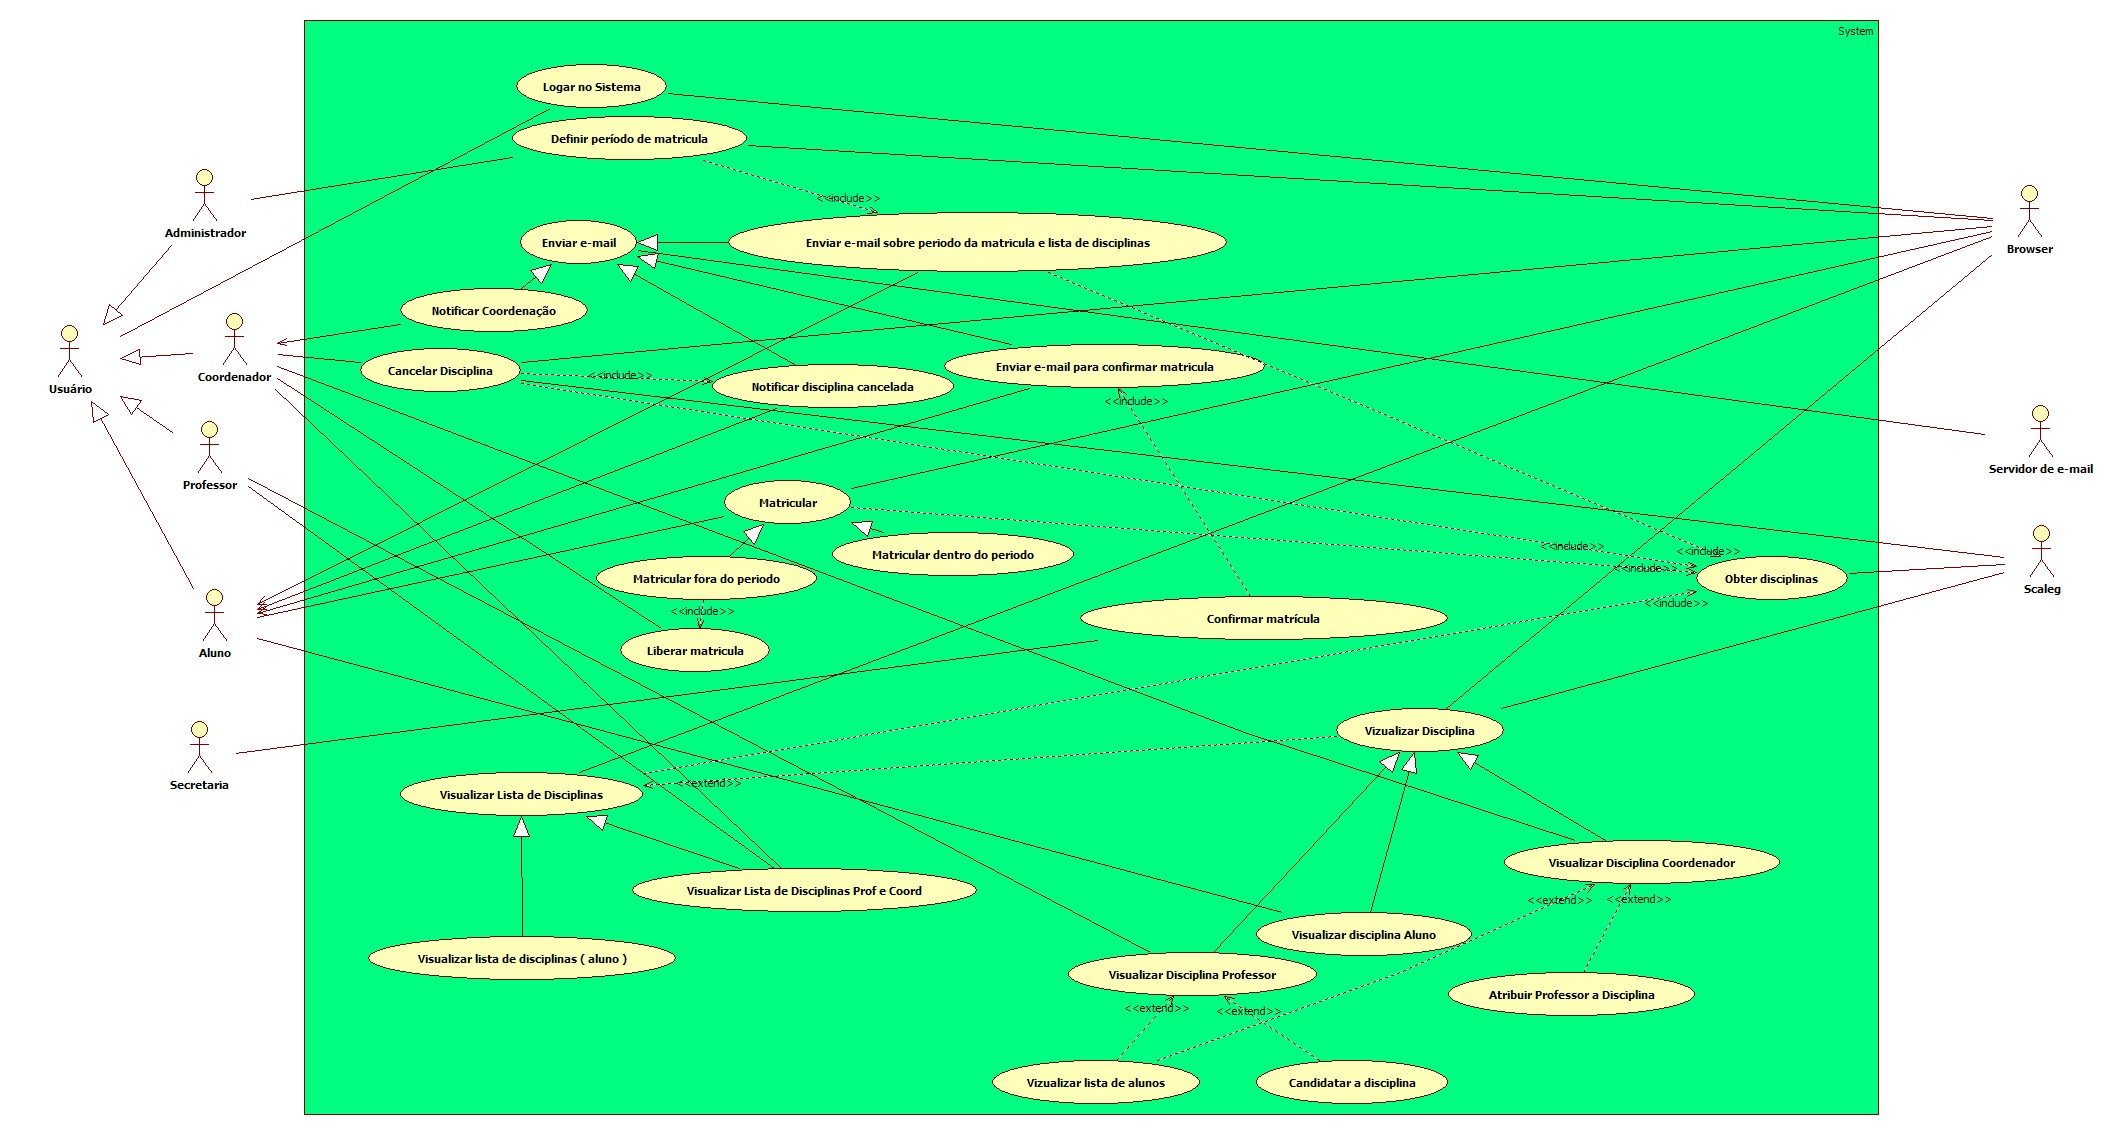 System
Logar no Sistema
Definir período de matricula
<<include>>
Administrador
Browser
Enviar e-mail
Enviar e-mail sobre periodo da matricula e lista de disciplinas
Notificar Coordenação
Usuário
Coordenador
Cancelar Disciplina
<<include>>
Notificar disciplina cancelada
Enviar e-mail para confirmar matricula
<<include>>
Servidor de e-mail
Professor
Matricular
Matricular dentro do periodo
<<include>>
<<include>>
<<include>>
Matricular fora do periodo
Obter disciplinas
Scaleg
<<include>>
<<include>>
Confirmar matrícula
Aluno
Liberar matricula
Vizualizar Disciplina
Secretaria
<<extend>>
Visualizar Lista de Disciplinas
Visualizar Disciplina Coordenador
Visualizar Lista de Disciplinas Prof e Coord
<<extend>>
<<extend>>
Visualizar disciplina Aluno
Visualizar lista de disciplinas ( aluno )
Visualizar Disciplina Professor
Atribuir Professor a Disciplina
<<extend>>
<<extend>>
Vizualizar lista de alunos
Candidatar a disciplina